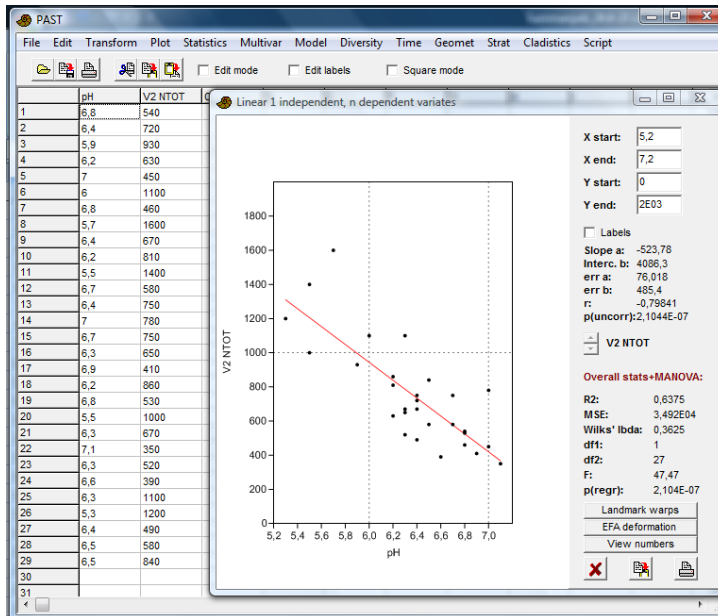 PAST
File Edit Transform Plot Statistics Multivar Model Diversity Time Geomet Strat Cladistics Script
Edit mode Edit labels Square mode
pH V2 NTOT
1 6,8 540
2 6,4 720
3 5,9 930
4 6,2 630
5 7 450
6 6 1100
7 6,8 460
8 5,7 1600
9 6,4 670
10 6,2 810
11 5,5 1400
12 6,7 580
13 6,4 750
14 7 780
15 6,7 750
16 6,3 650
17 6,9 410
18 6,2 860
19 6,8 530
20 5,5 1000
21 6,3 670
22 7,1 350
23 6,3 520
24 6,6 390
25 6,3 1100
26 5,3 1200
27 6,4 490
28 6,5 580
29 6,5 840
30
31
Linear 1 independent, n dependent variates
1800
1600
1400
1200
1000
800
600
400
200
0
V2 NTOT
5,2 5,4 5,6 5,8 6,0 6,2 6,4 6,6 6,8 7,0
pH
X start: 5,2
X end: 7,2
Y start: 0
Y end: 2E03
Labels
Slope a: -523,78
Interc. b: 4086,3
err a: 76,018
err b: 485,4
r: -0,79841
p(uncorr):2,1044E-07
V2 NTOT
Overall stats+MANOVA:
R2: 0,6375
MSE: 3,492E04
Wilks' lbda: 0,3625
df1: 1
df2: 27
F: 47,47
p(regr): 2,104E-07
Landmark warps
EFA deformation
View numbers